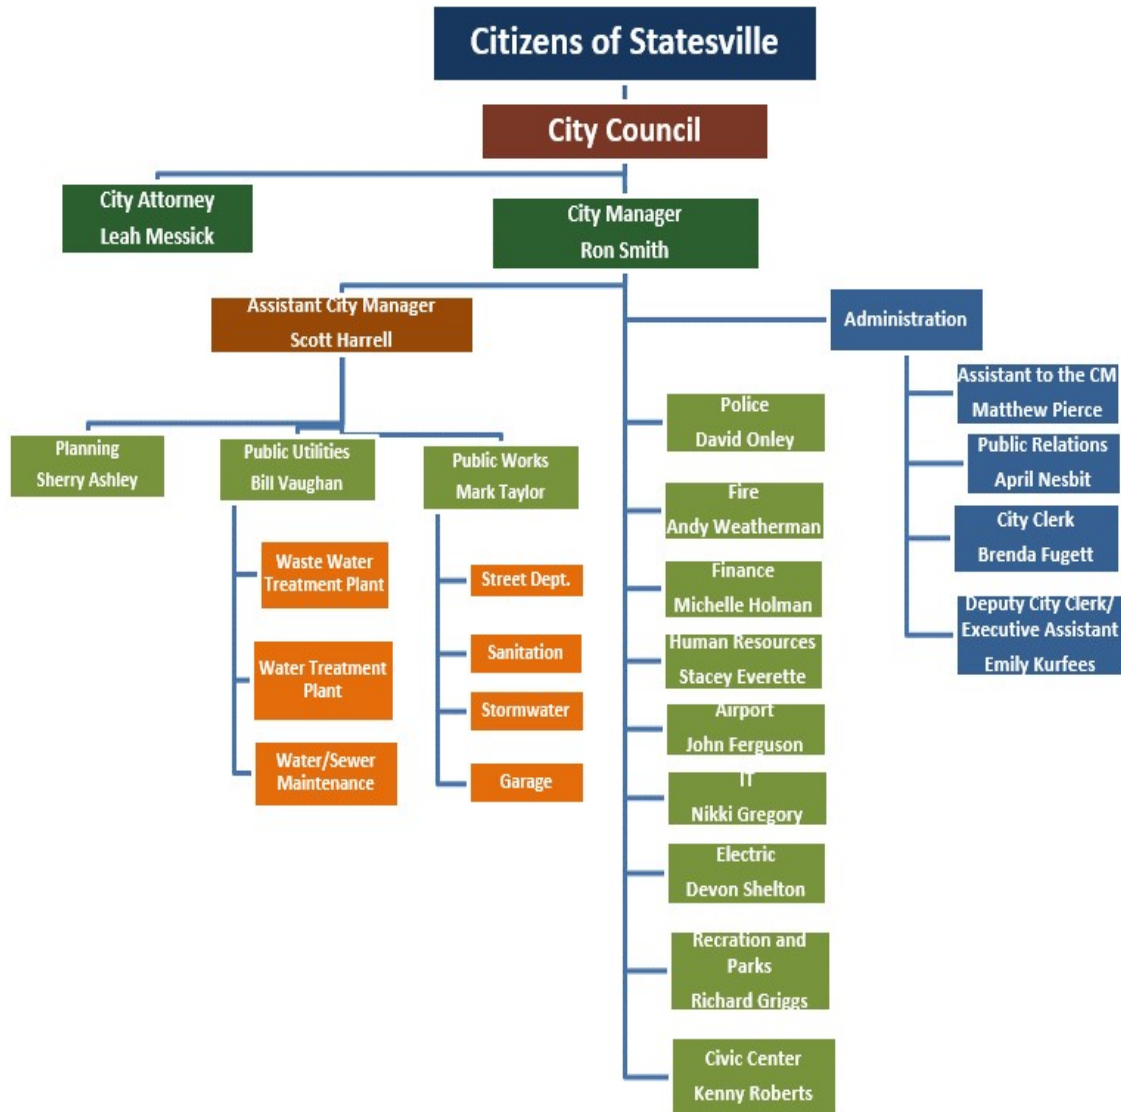 Citizens of Statesville
City Council
City Attorney
Leah Messick
City Manager
Ron Smith
Assistant City Manager
Scott Harrell
Administration
Assistant to the CM
Matthew Pierce
Public Relations
April Nesbit
City Clerk
Brenda Fugett
Deputy City Clerk/
Executive Assistant
Emily Kurfees
Planning
Sherry Ashley
Public Utilities
Bill Vaughan
Waste Water
Treatment Plant
Water Treatment
Plant
Water/Sewer
Maintenance
Public Works
Mark Taylor
Street Dept.
Sanitation
Stormwater
Garage
Police
David Onley
Fire
Andy Weatherman
Finance
Michelle Holman
Human Resources
Stacey Everette
Airport
John Ferguson
IT
Nikki Gregory
Electric
Devon Shelton
Recration and
Parks
Richard Griggs
Civic Center
Kenny Roberts